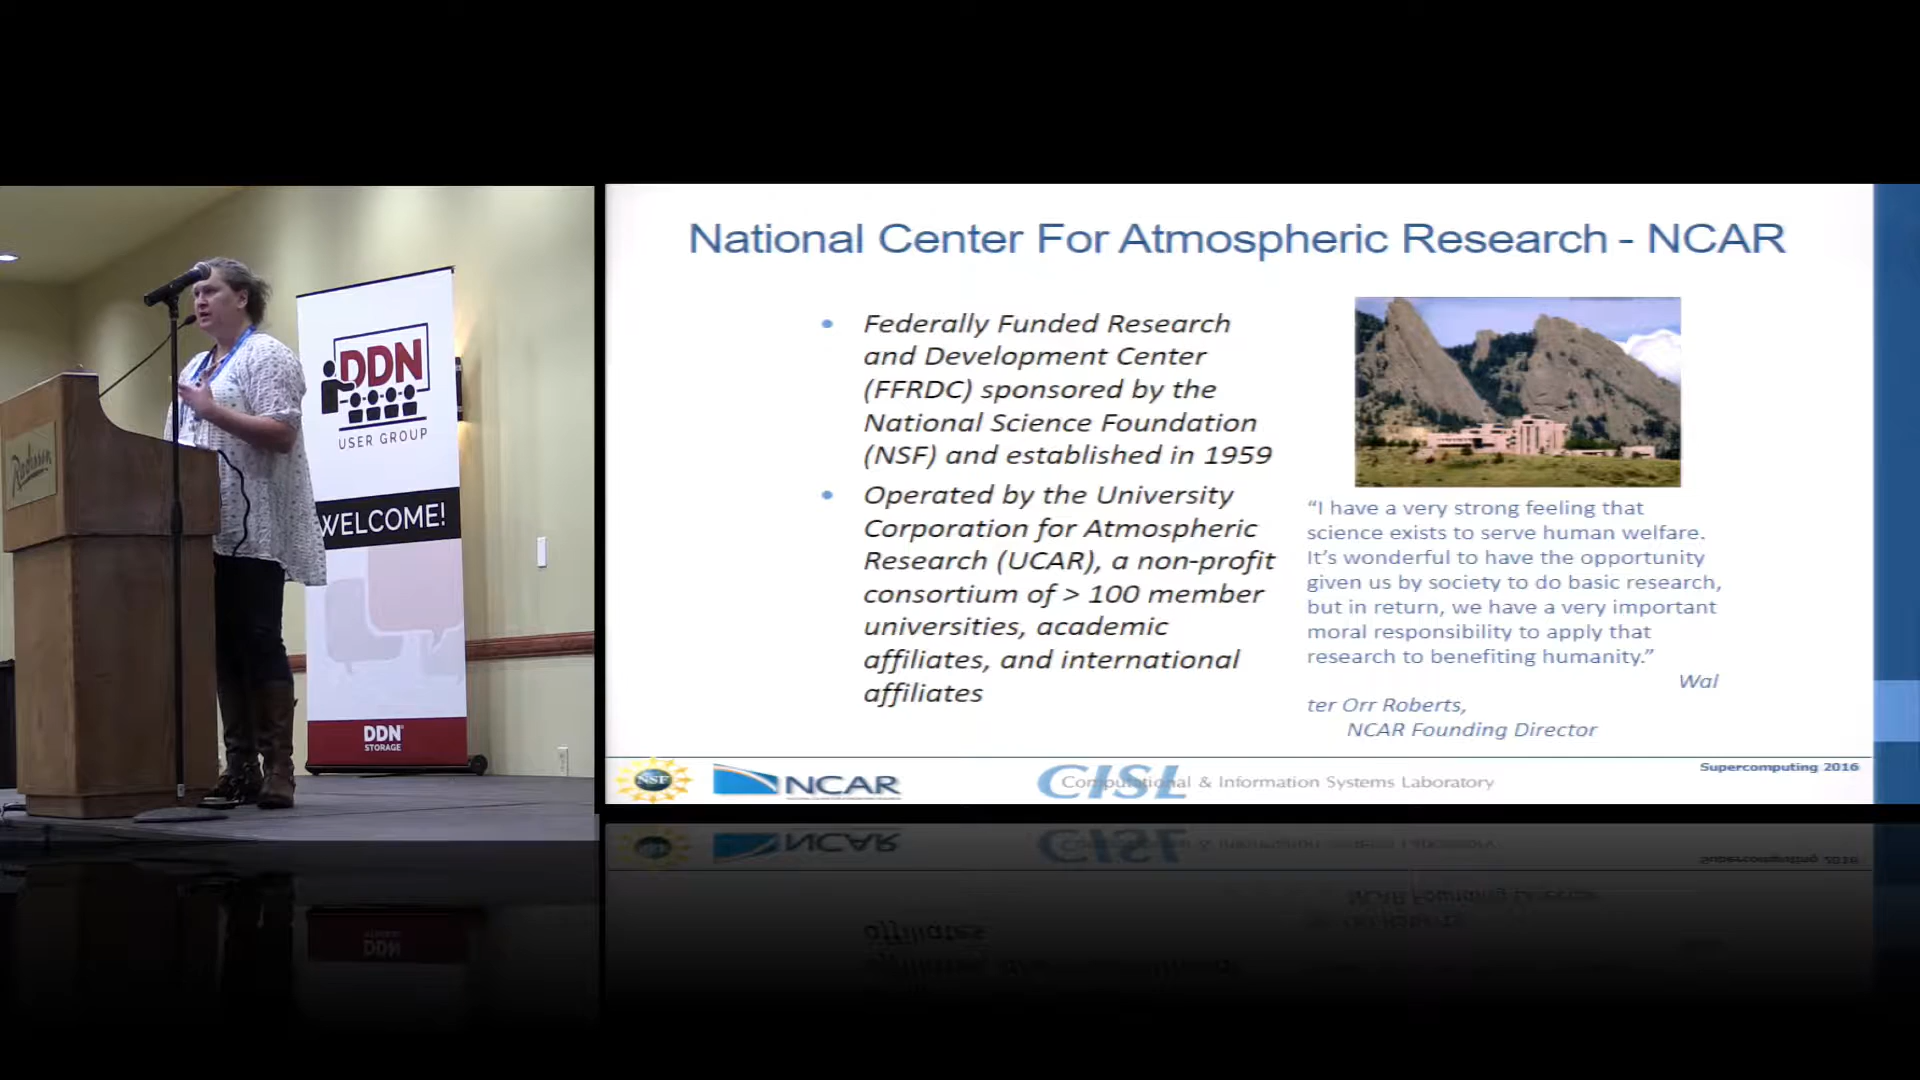 National Center For Atmospheric Research - NCAR
Federally Funded Research
and Development Center
(FFRDC) sponsored by the
National Science Foundation
(NSF) and established in 1959
Operated by the University
Corporation for Atmospheric
Research (UCAR), a non-profit
consortium of > 100 member
universities, academic
affiliates, and international
affiliates
“I have a very strong feeling that
science exists to serve human welfare.
It’s wonderful to have the opportunity
given us by society to do basic research,
but in return, we have a very important
moral responsibility to apply that
research to benefiting humanity.”
Wal
ter Orr Roberts,
NCAR Founding Director
NSF
NCAR
CISL
Computational & Information Systems Laboratory
Supercomputing 2016
DDN
USER GROUP
WELCOME!
DDN
STORAGE
Radisson